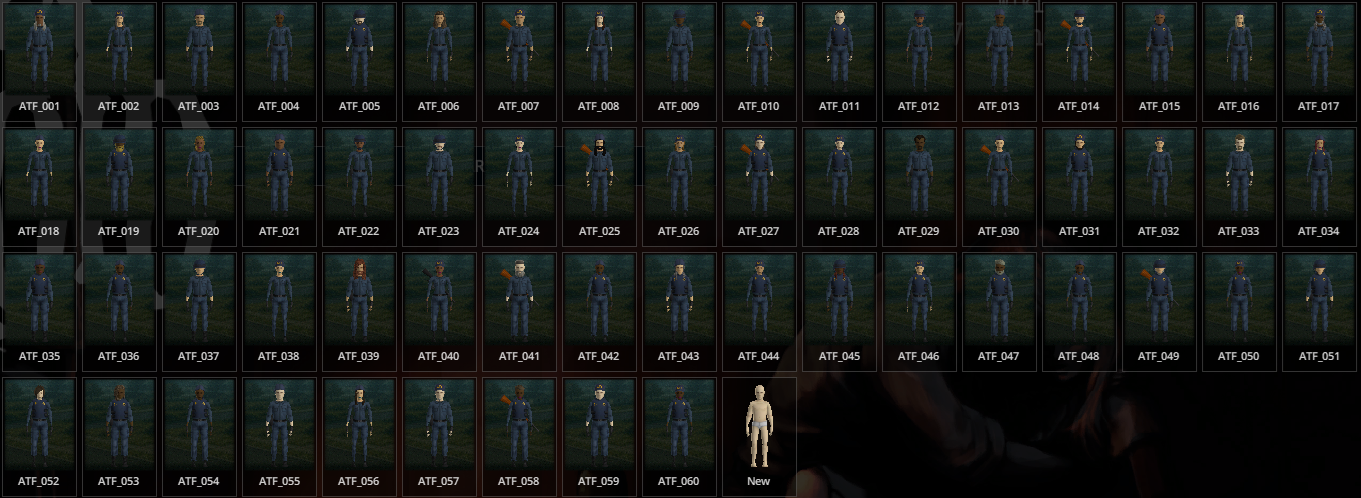 ATF_001 ATF_002 ATF_003 ATF_004 ATF_005 ATF_006 ATF_007 ATF_008 ATF_009 ATF_010 ATF_011 ATF_012 ATF_013 ATF_014 ATF_015 ATF_016 ATF_017
ATF_018 ATF_019 ATF_020 ATF_021 ATF_022 ATF_023 ATF_024 ATF_025 ATF_026 ATF_027 ATF_028 ATF_029 ATF_030 ATF_031 ATF_032 ATF_033 ATF_034
ATF_035 ATF_036 ATF_037 ATF_038 ATF_039 ATF_040 ATF_041 ATF_042 ATF_043 ATF_044 ATF_045 ATF_046 ATF_047 ATF_048 ATF_049 ATF_050 ATF_051
ATF_052 ATF_053 ATF_054 ATF_055 ATF_056 ATF_057 ATF_058 ATF_059 ATF_060 New